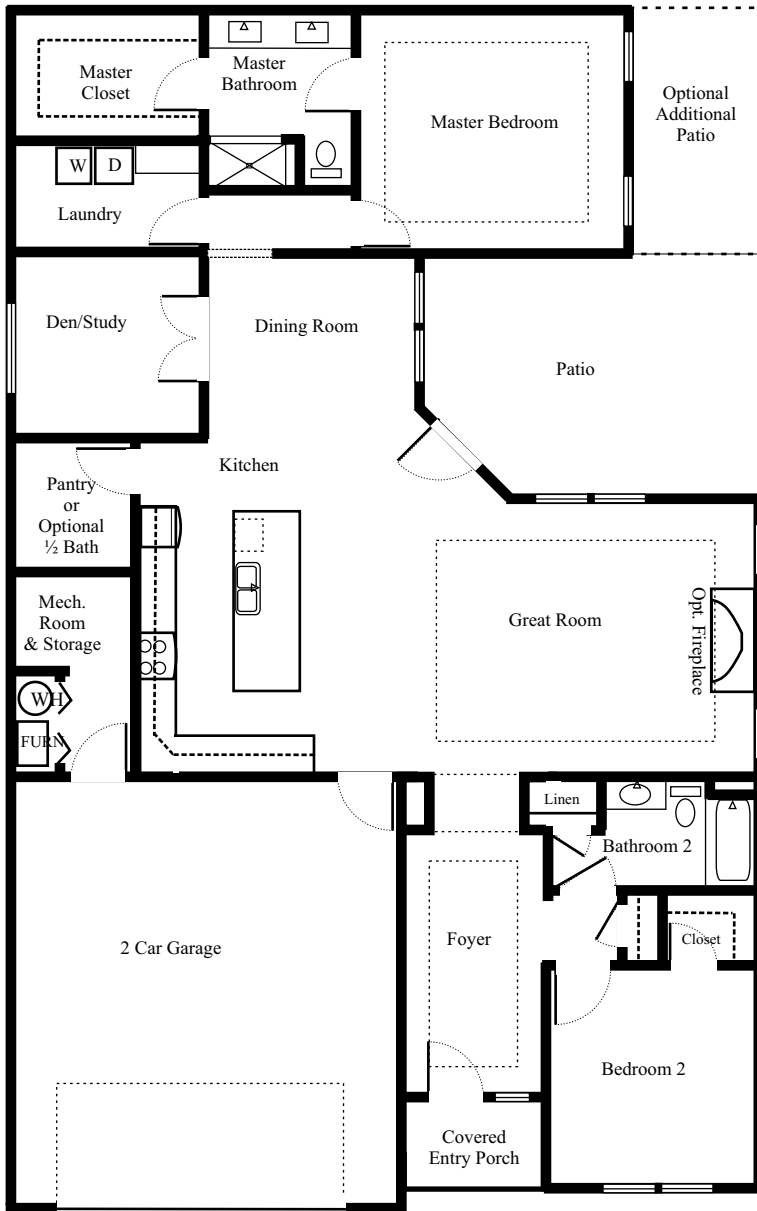 Master
Closet
Master
Bathroom
Master Bedroom
Optional
Additional
Patio
W
D
Laundry
Den/Study
Dining Room
Patio
Kitchen
Pantry
or
Optional
½ Bath
Mech.
Room
& Storage
Great Room
Opt. Fireplace
WH
FURN
Linen
Bathroom 2
2 Car Garage
Foyer
Closet
Bedroom 2
Covered
Entry Porch